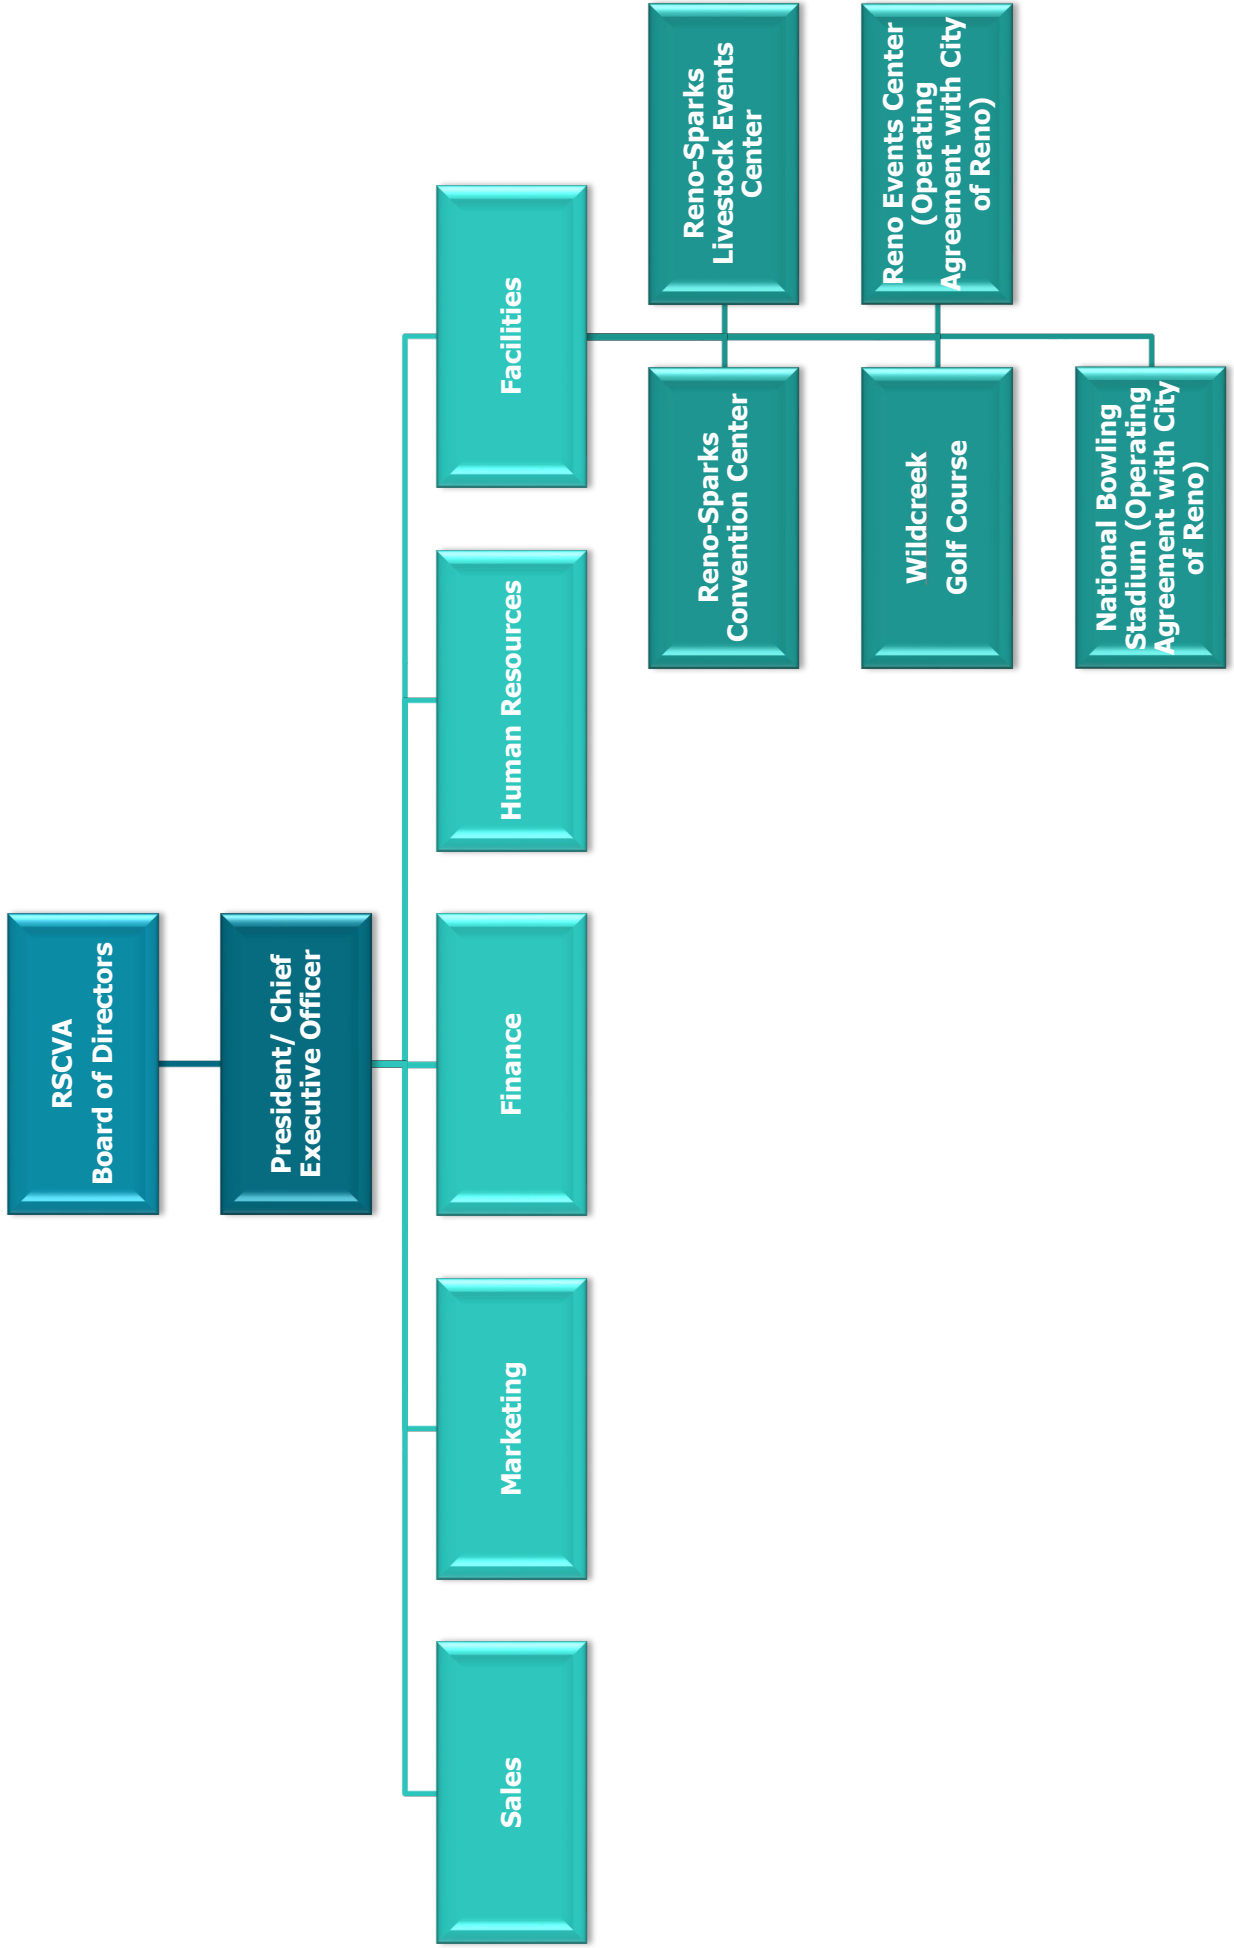 RSCVA
Board of Directors
President/ Chief
Executive Officer
Sales
Marketing
Finance
Human Resources
Facilities
Reno-Sparks
Convention Center
Reno-Sparks
Livestock Events
Center
Wildcreek
Golf Course
Reno Events Center
(Operating
Agreement with City
of Reno)
National Bowling
Stadium (Operating
Agreement with City
of Reno)